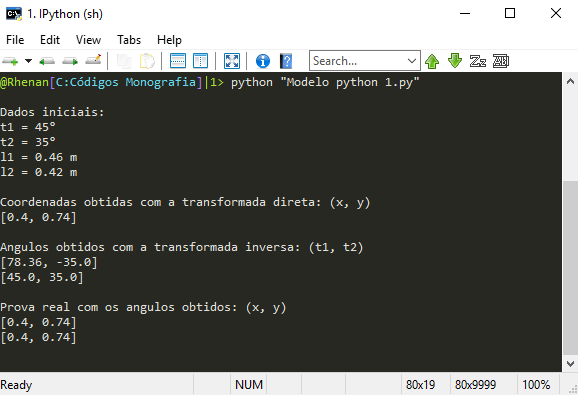 1. IPython (sh)
File Edit View Tabs Help
Search...
@Rhenan[C:Códigos Monografia]|1> python "Modelo python 1.py"
Dados iniciais:
t1 = 45°
t2 = 35°
l1 = 0.46 m
l2 = 0.42 m
Coordenadas obtidas com a transformada direta: (x, y)
[0.4, 0.74]
Angulos obtidos com a transformada inversa: (t1, t2)
[78.36, -35.0]
[45.0, 35.0]
Prova real com os angulos obtidos: (x, y)
[0.4, 0.74]
[0.4, 0.74]
Ready NUM 80x19 80x9999 100%